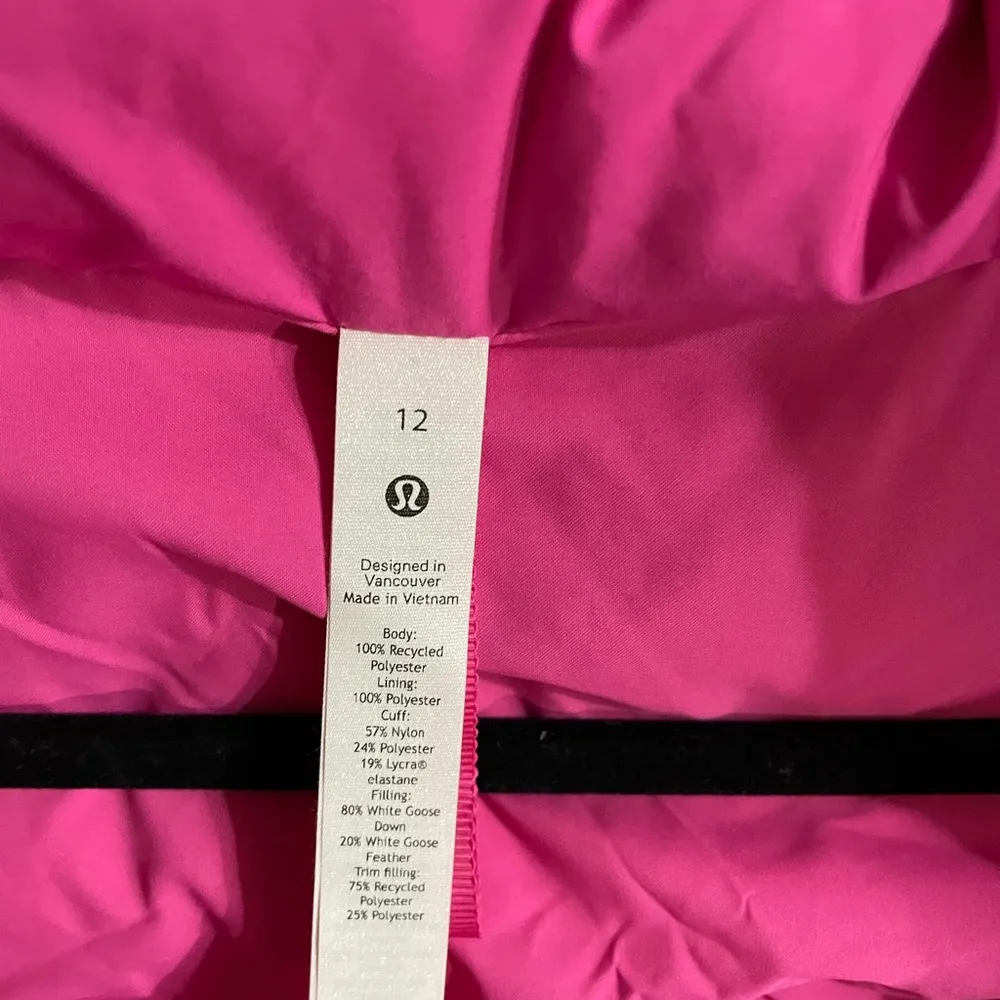 12
Designed in
Vancouver
Made in Vietnam
Body:
100% Recycled
Polyester
Lining:
100% Polyester
Cuff:
57% Nylon
24% Polyester
19% Lycra®
elastane
Filling:
80% White Goose
Down
20% White Goose
Feather
Trim filling:
75% Recycled
Polyester
25% Polyester